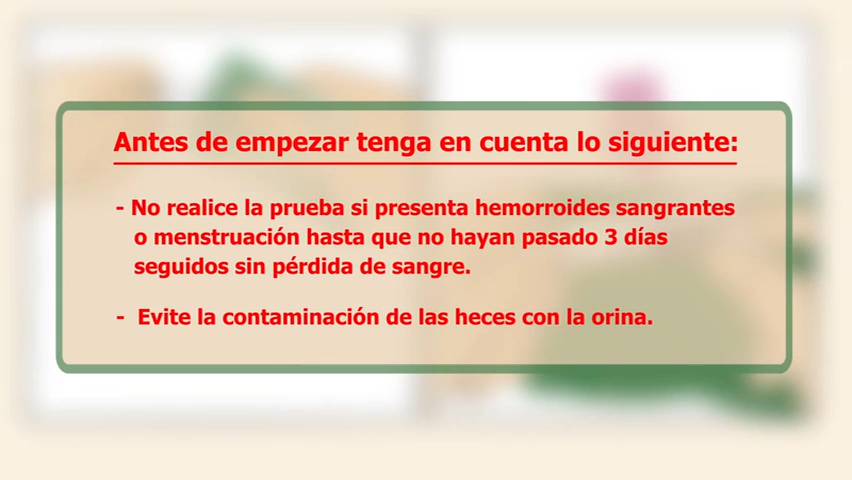 Antes de empezar tenga en cuenta lo siguiente:
- No realice la prueba si presenta hemorroides sangrantes
o menstruación hasta que no hayan pasado 3 días
seguidos sin pérdida de sangre.
- Evite la contaminación de las heces con la orina.